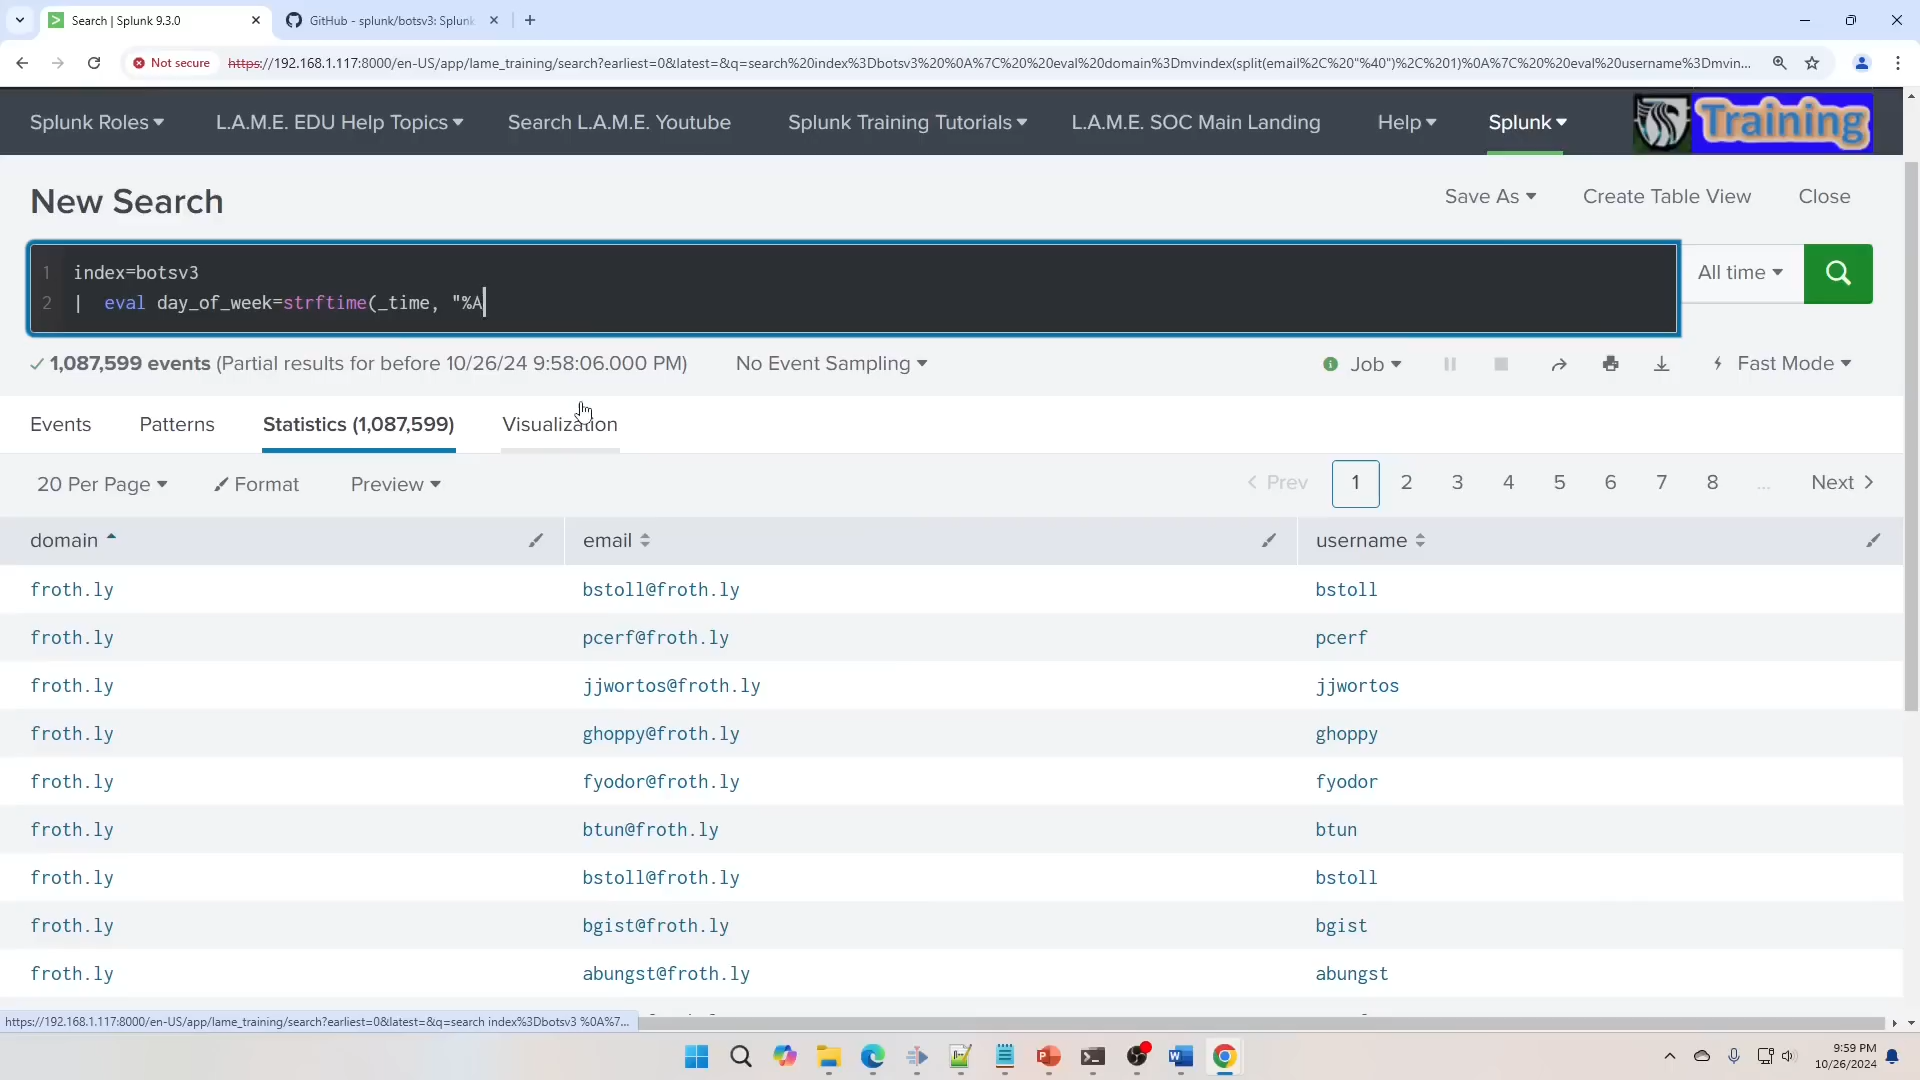 Search | Splunk 9.3.0
GitHub - splunk/botsv3: Splunk
Not secure
https://192.168.1.117:8000/en-US/app/lame_training/search?earliest=0&latest=&q=search%20index%3Dbotsv3%20%0A%7C%20%20eval%20domain%3Dmvindex(split(email%2C%20"%40")%2C%201)%0A%7C%20%20eval%20username%3Dmvin...
Splunk Roles
L.A.M.E. EDU Help Topics
Search L.A.M.E. Youtube
Splunk Training Tutorials
L.A.M.E. SOC Main Landing
Help
Splunk
Training
New Search
Save As
Create Table View
Close
1 index=botsv3
2 |  eval day_of_week=strftime(_time, "%A
All time
1,087,599 events (Partial results for before 10/26/24 9:58:06.000 PM)
No Event Sampling
Job
Fast Mode
Events
Patterns
Statistics (1,087,599)
Visualization
20 Per Page
Format
Preview
< Prev 1 2 3 4 5 6 7 8 ... Next >
domain email username
froth.ly bstoll@froth.ly bstoll
froth.ly pcerf@froth.ly pcerf
froth.ly jjwortos@froth.ly jjwortos
froth.ly ghoppy@froth.ly ghoppy
froth.ly fyodor@froth.ly fyodor
froth.ly btun@froth.ly btun
froth.ly bstoll@froth.ly bstoll
froth.ly bgist@froth.ly bgist
froth.ly abungst@froth.ly abungst
https://192.168.1.117:8000/en-US/app/lame_training/search?earliest=0&latest=&q=search index%3Dbotsv3 %0A%7...
9:59 PM
10/26/2024